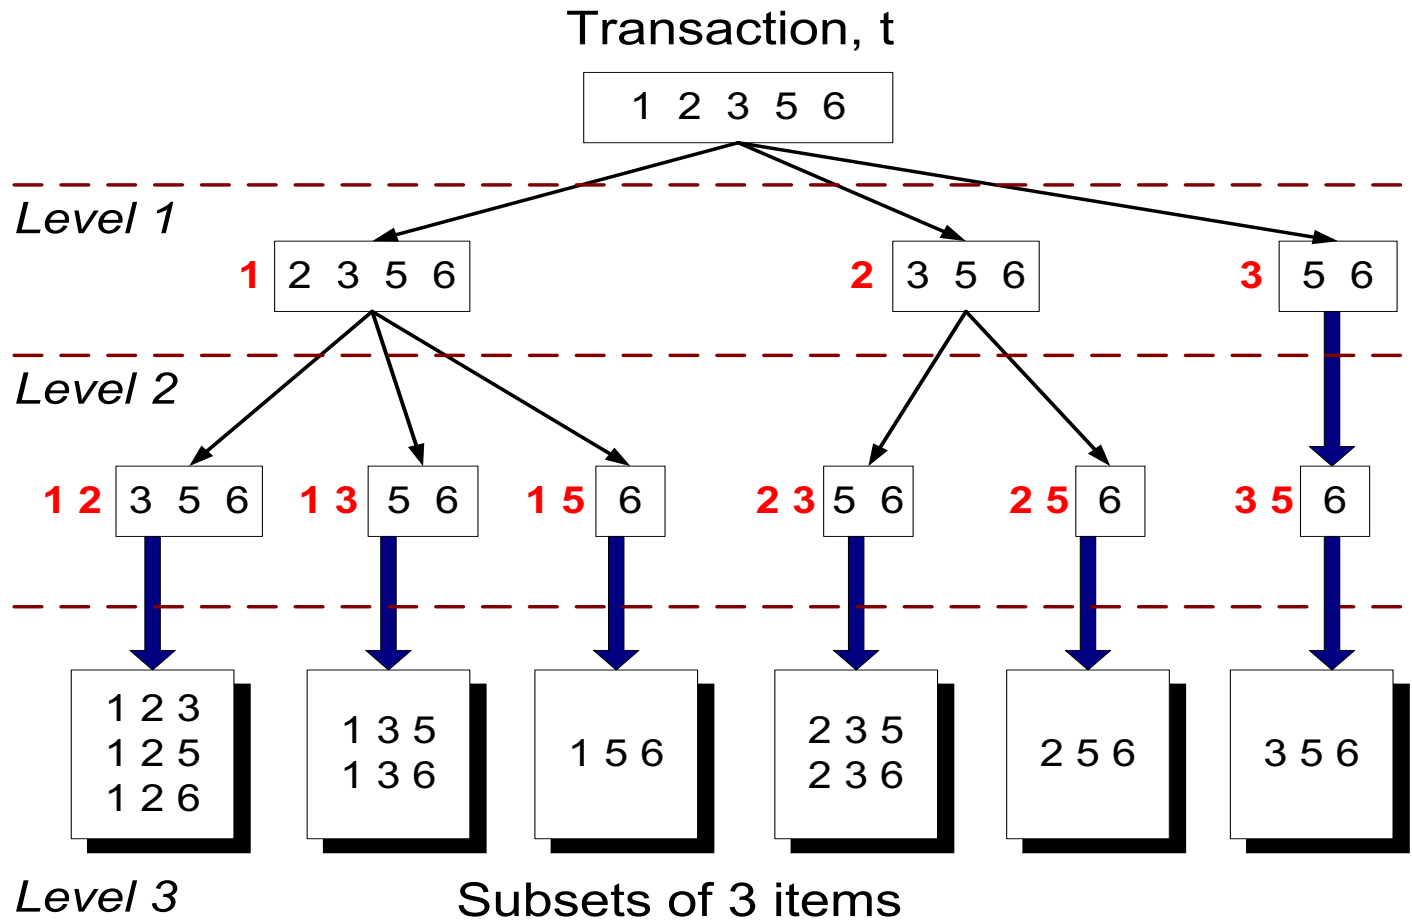 Transaction, t
1 2 3 5 6
Level 1
1 2 3 5 6
2 3 5 6
3 5 6
Level 2
1 2 3 5 6
1 3 5 6
1 5 6
2 3 5 6
2 5 6
3 5 6
1 2 3
1 2 5
1 2 6
1 3 5
1 3 6
1 5 6
2 3 5
2 3 6
2 5 6
3 5 6
Level 3
Subsets of 3 items